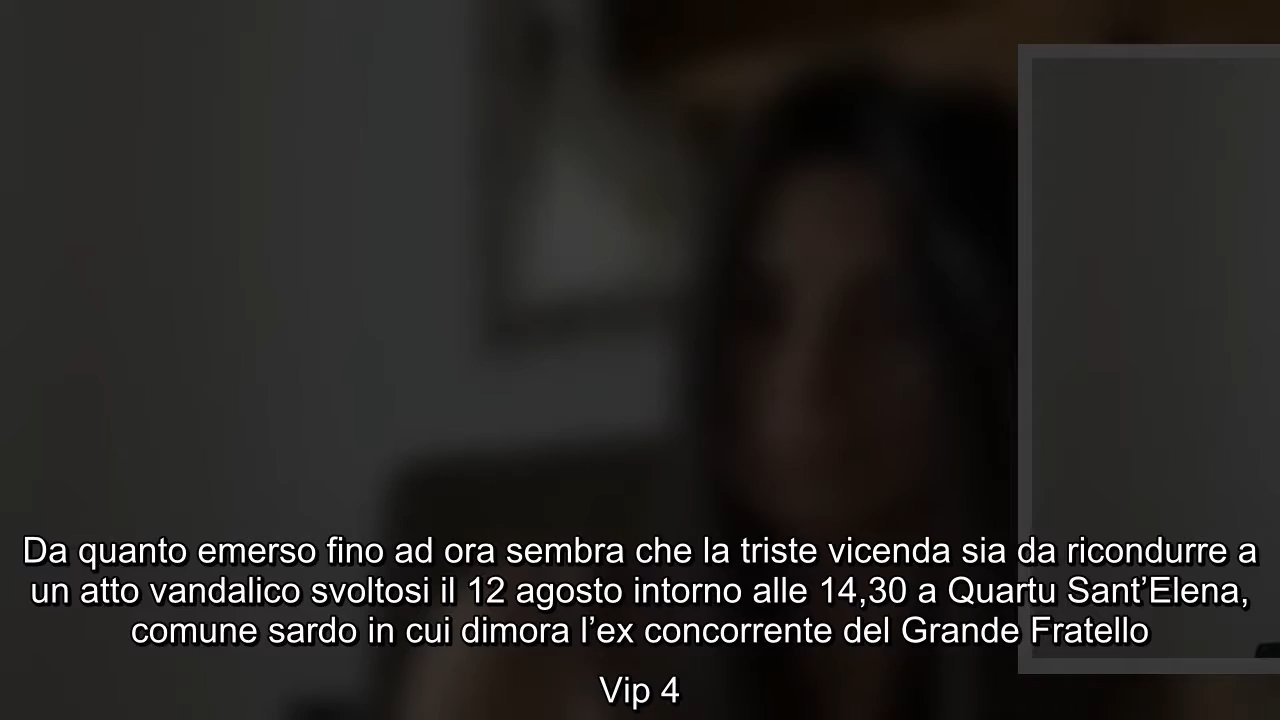 Da quanto emerso fino ad ora sembra che la triste vicenda sia da ricondurre a
un atto vandalico svoltosi il 12 agosto intorno alle 14,30 a Quartu Sant’Elena,
comune sardo in cui dimora l’ex concorrente del Grande Fratello
Vip 4